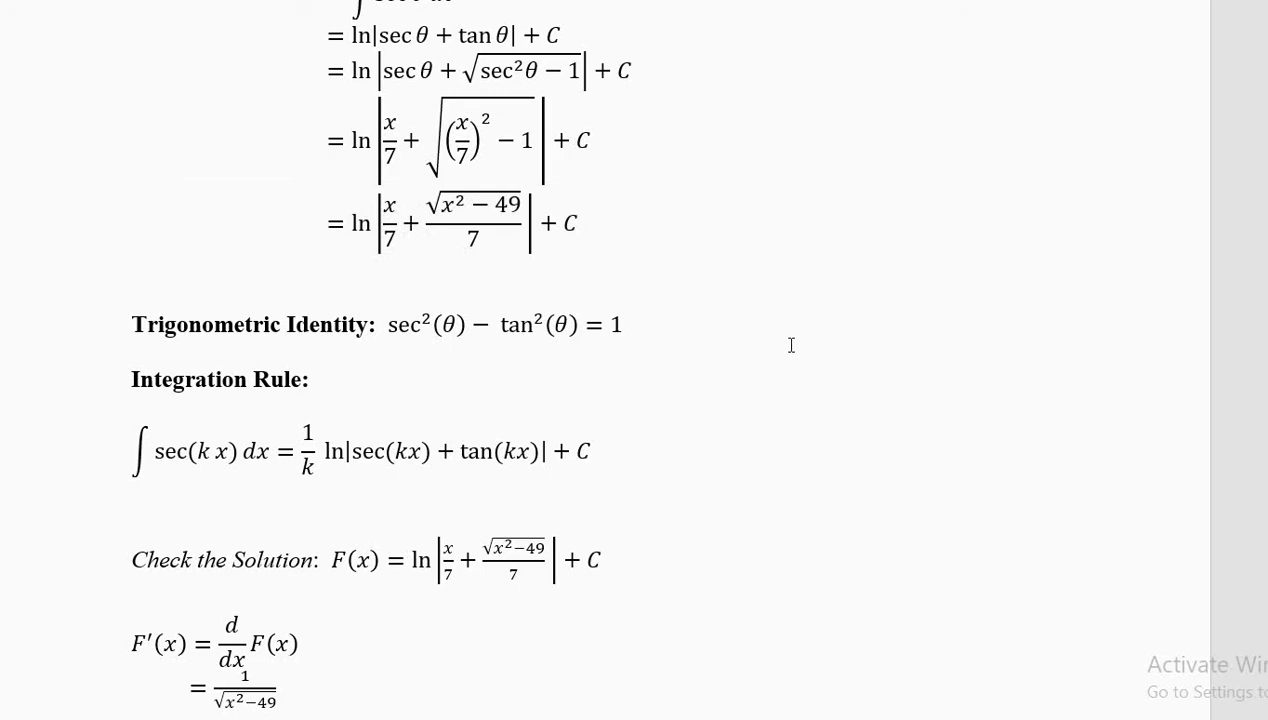 = ln|sec θ + tan θ| + C
= ln |sec θ + √(sec²θ − 1)| + C
= ln |x/7 + √((x/7)² − 1)| + C
= ln |x/7 + √(x² − 49)/7| + C
Trigonometric Identity: sec²(θ) − tan²(θ) = 1
Integration Rule:
∫ sec(k x) dx = 1/k ln|sec(kx) + tan(kx)| + C
Check the Solution: F(x) = ln |x/7 + √(x²−49)/7| + C
F′(x) = d/dx F(x)
= 1/√(x²−49)
Activate Wi
Go to Settings t